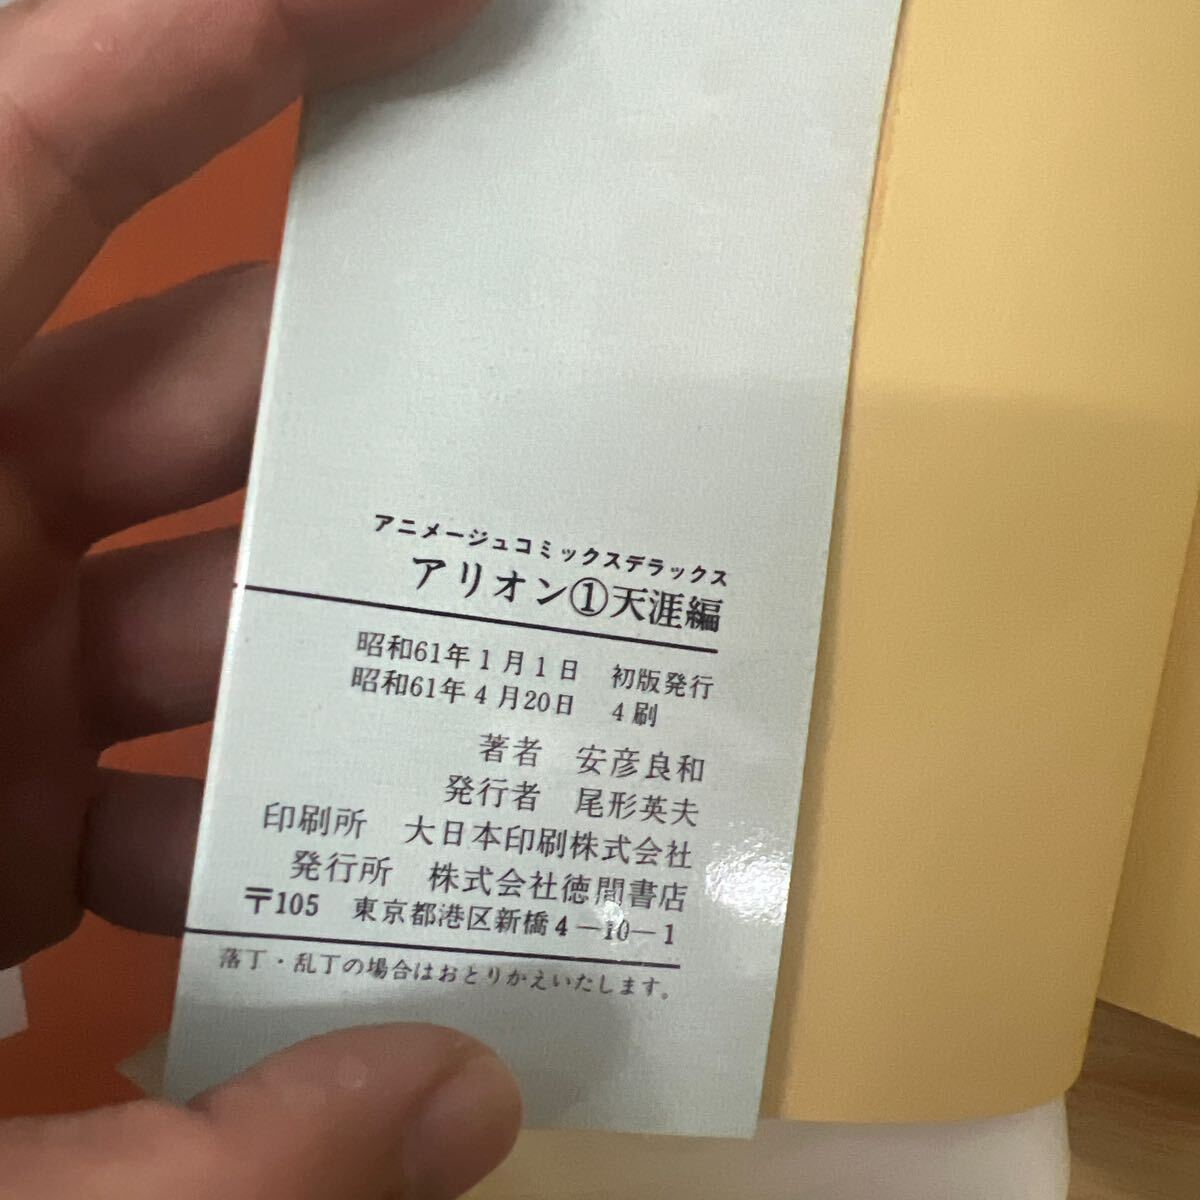 アニメージュコミックスデラックス
アリオン①天涯編
昭和61年1月1日　初版発行
昭和61年4月20日　4刷
著者　安彦良和
発行者　尾形英夫
印刷所　大日本印刷株式会社
発行所　株式会社徳間書店
〒105　東京都港区新橋4－10－1
落丁・乱丁の場合はおとりかえいたします。